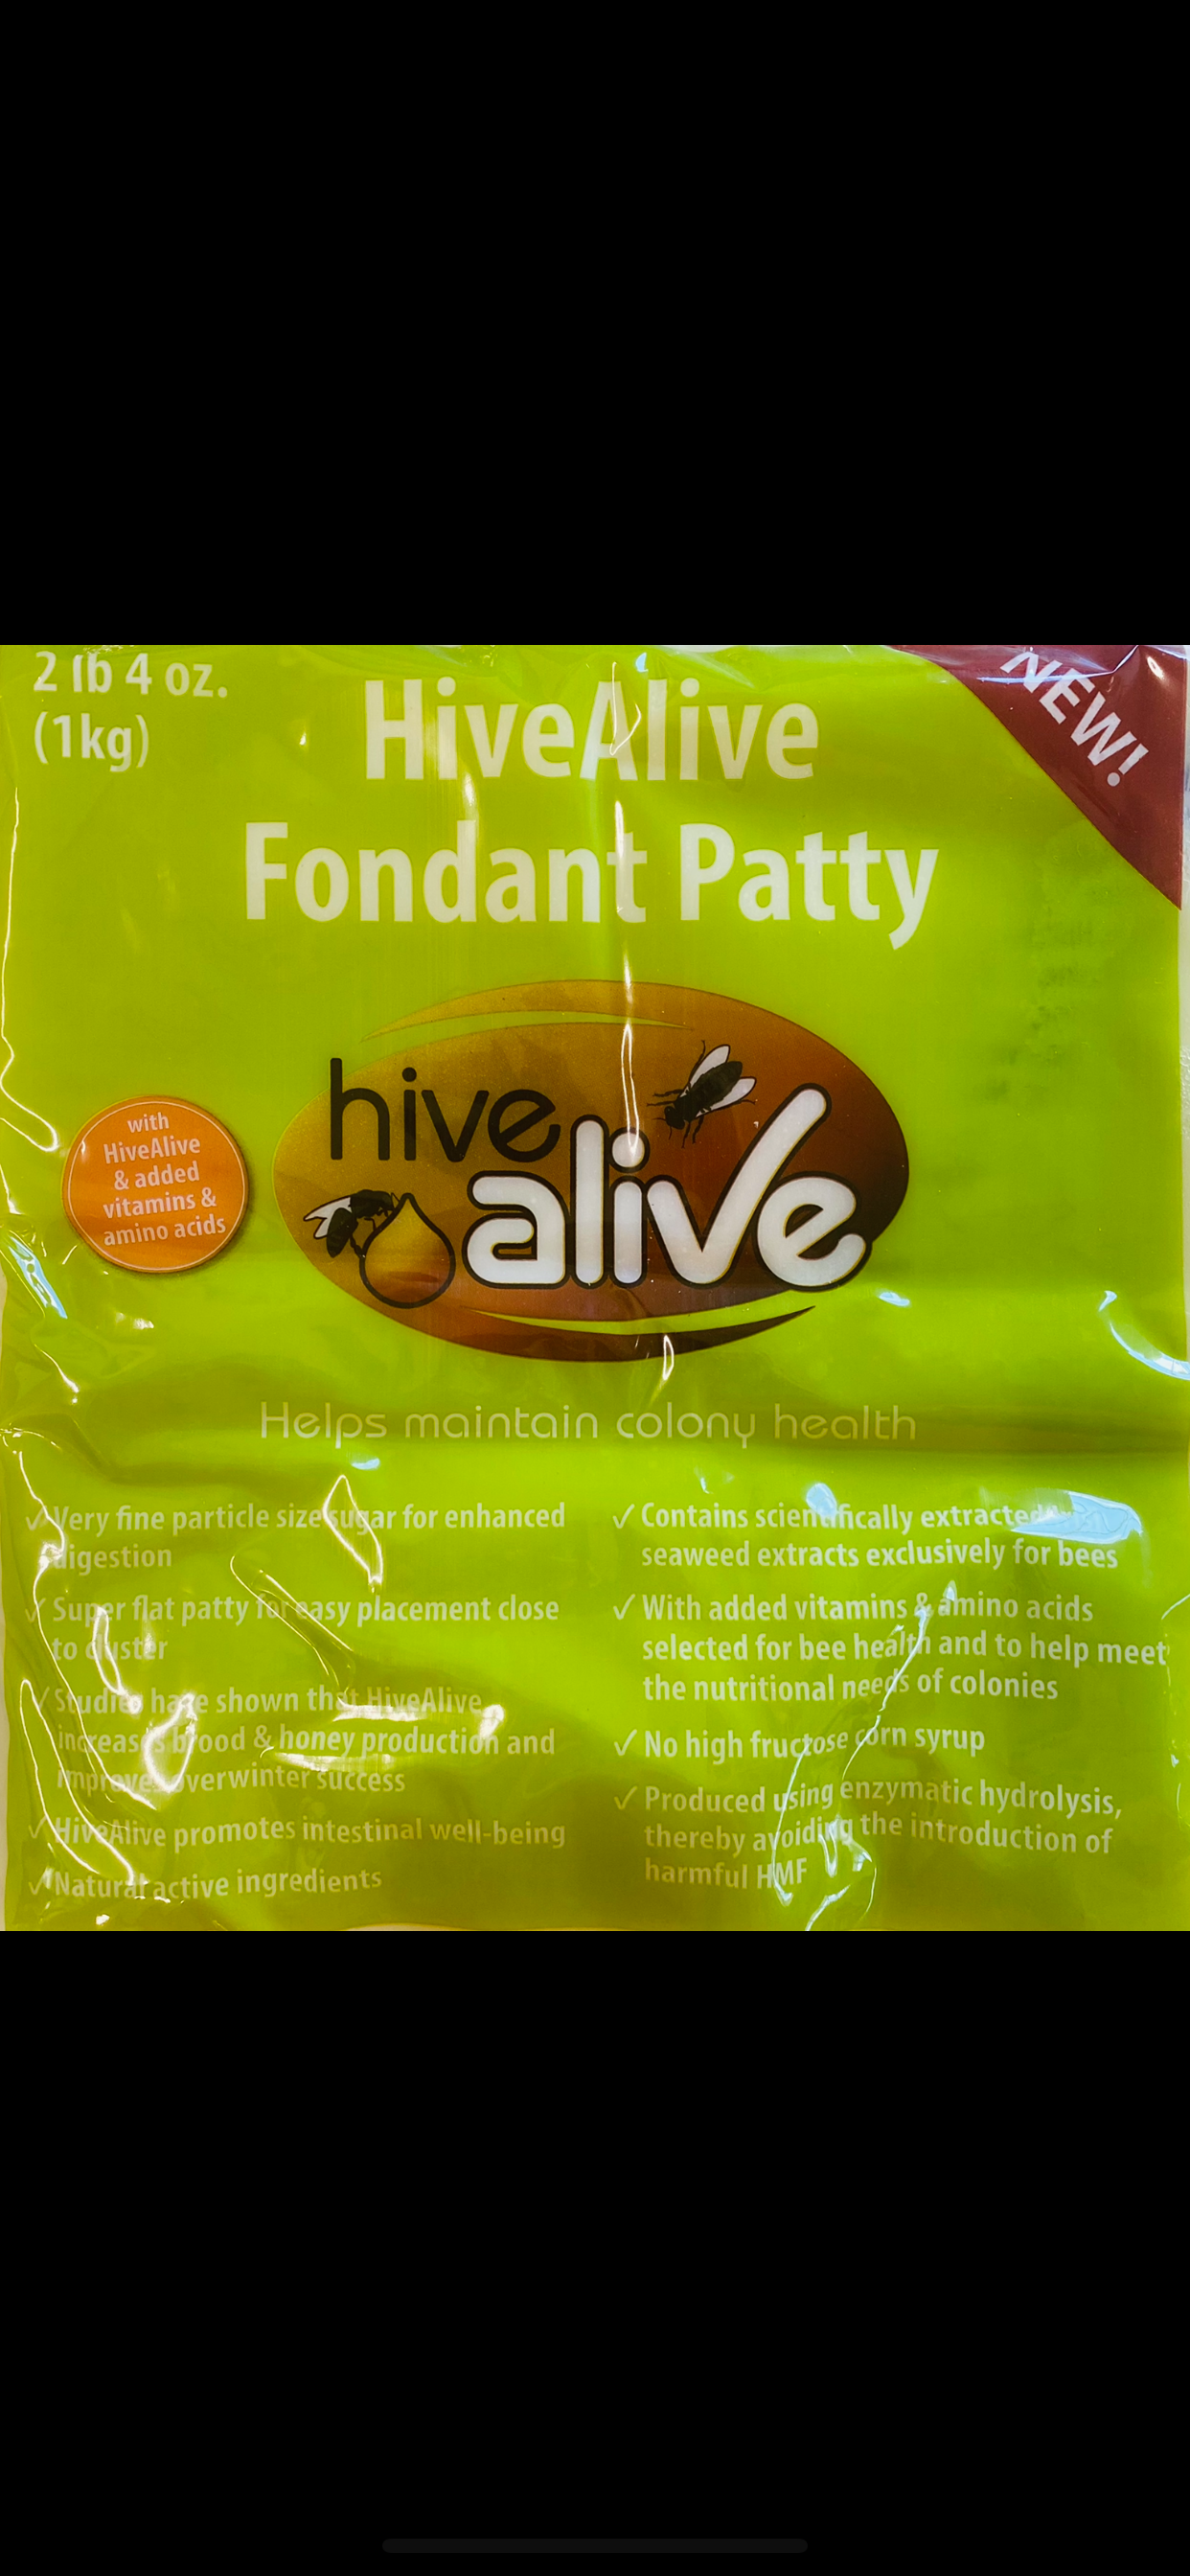 2 lb 4 oz.
(1kg)
HiveAlive
Fondant Patty
NEW!
with
HiveAlive
& added
vitamins &
amino acids
hive
alive
Helps maintain colony health
✓ Very fine particle size sugar for enhanced
digestion
✓ Super flat patty for easy placement close
to cluster
✓ Studies have shown that HiveAlive
increases brood & honey production and
improves overwinter success
✓ HiveAlive promotes intestinal well-being
✓ Natural active ingredients
✓ Contains scientifically extracted
seaweed extracts exclusively for bees
✓ With added vitamins & amino acids
selected for bee health and to help meet
the nutritional needs of colonies
✓ No high fructose corn syrup
✓ Produced using enzymatic hydrolysis,
thereby avoiding the introduction of
harmful HMF